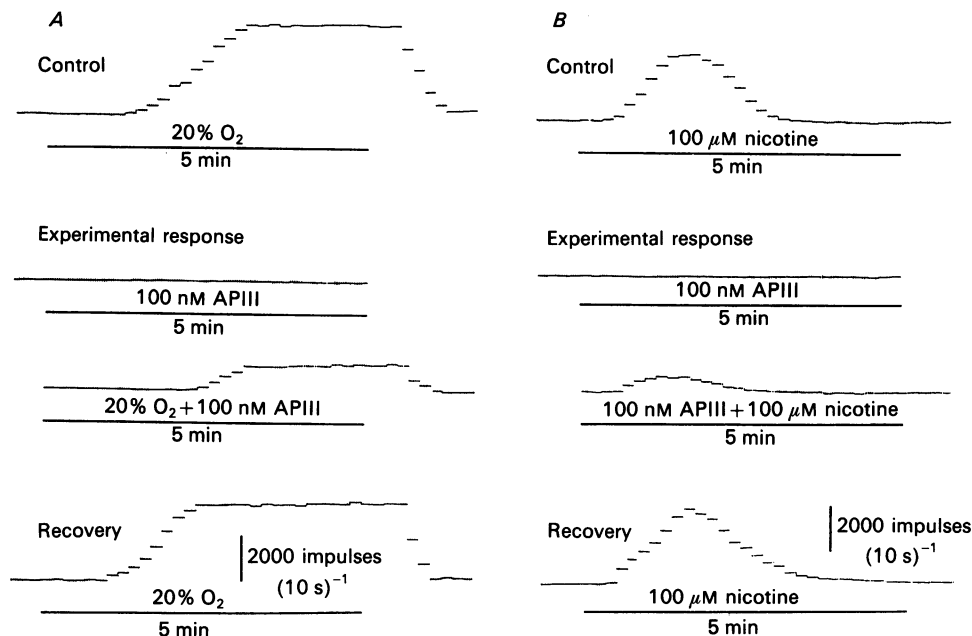 A
Control
20% O₂
5 min
Experimental response
100 nM APIII
5 min
20% O₂+100 nM APIII
5 min
Recovery
2000 impulses
(10 s)⁻¹
20% O₂
5 min
B
Control
100 μM nicotine
5 min
Experimental response
100 nM APIII
5 min
100 nM APIII+100 μM nicotine
5 min
Recovery
2000 impulses
(10 s)⁻¹
100 μM nicotine
5 min